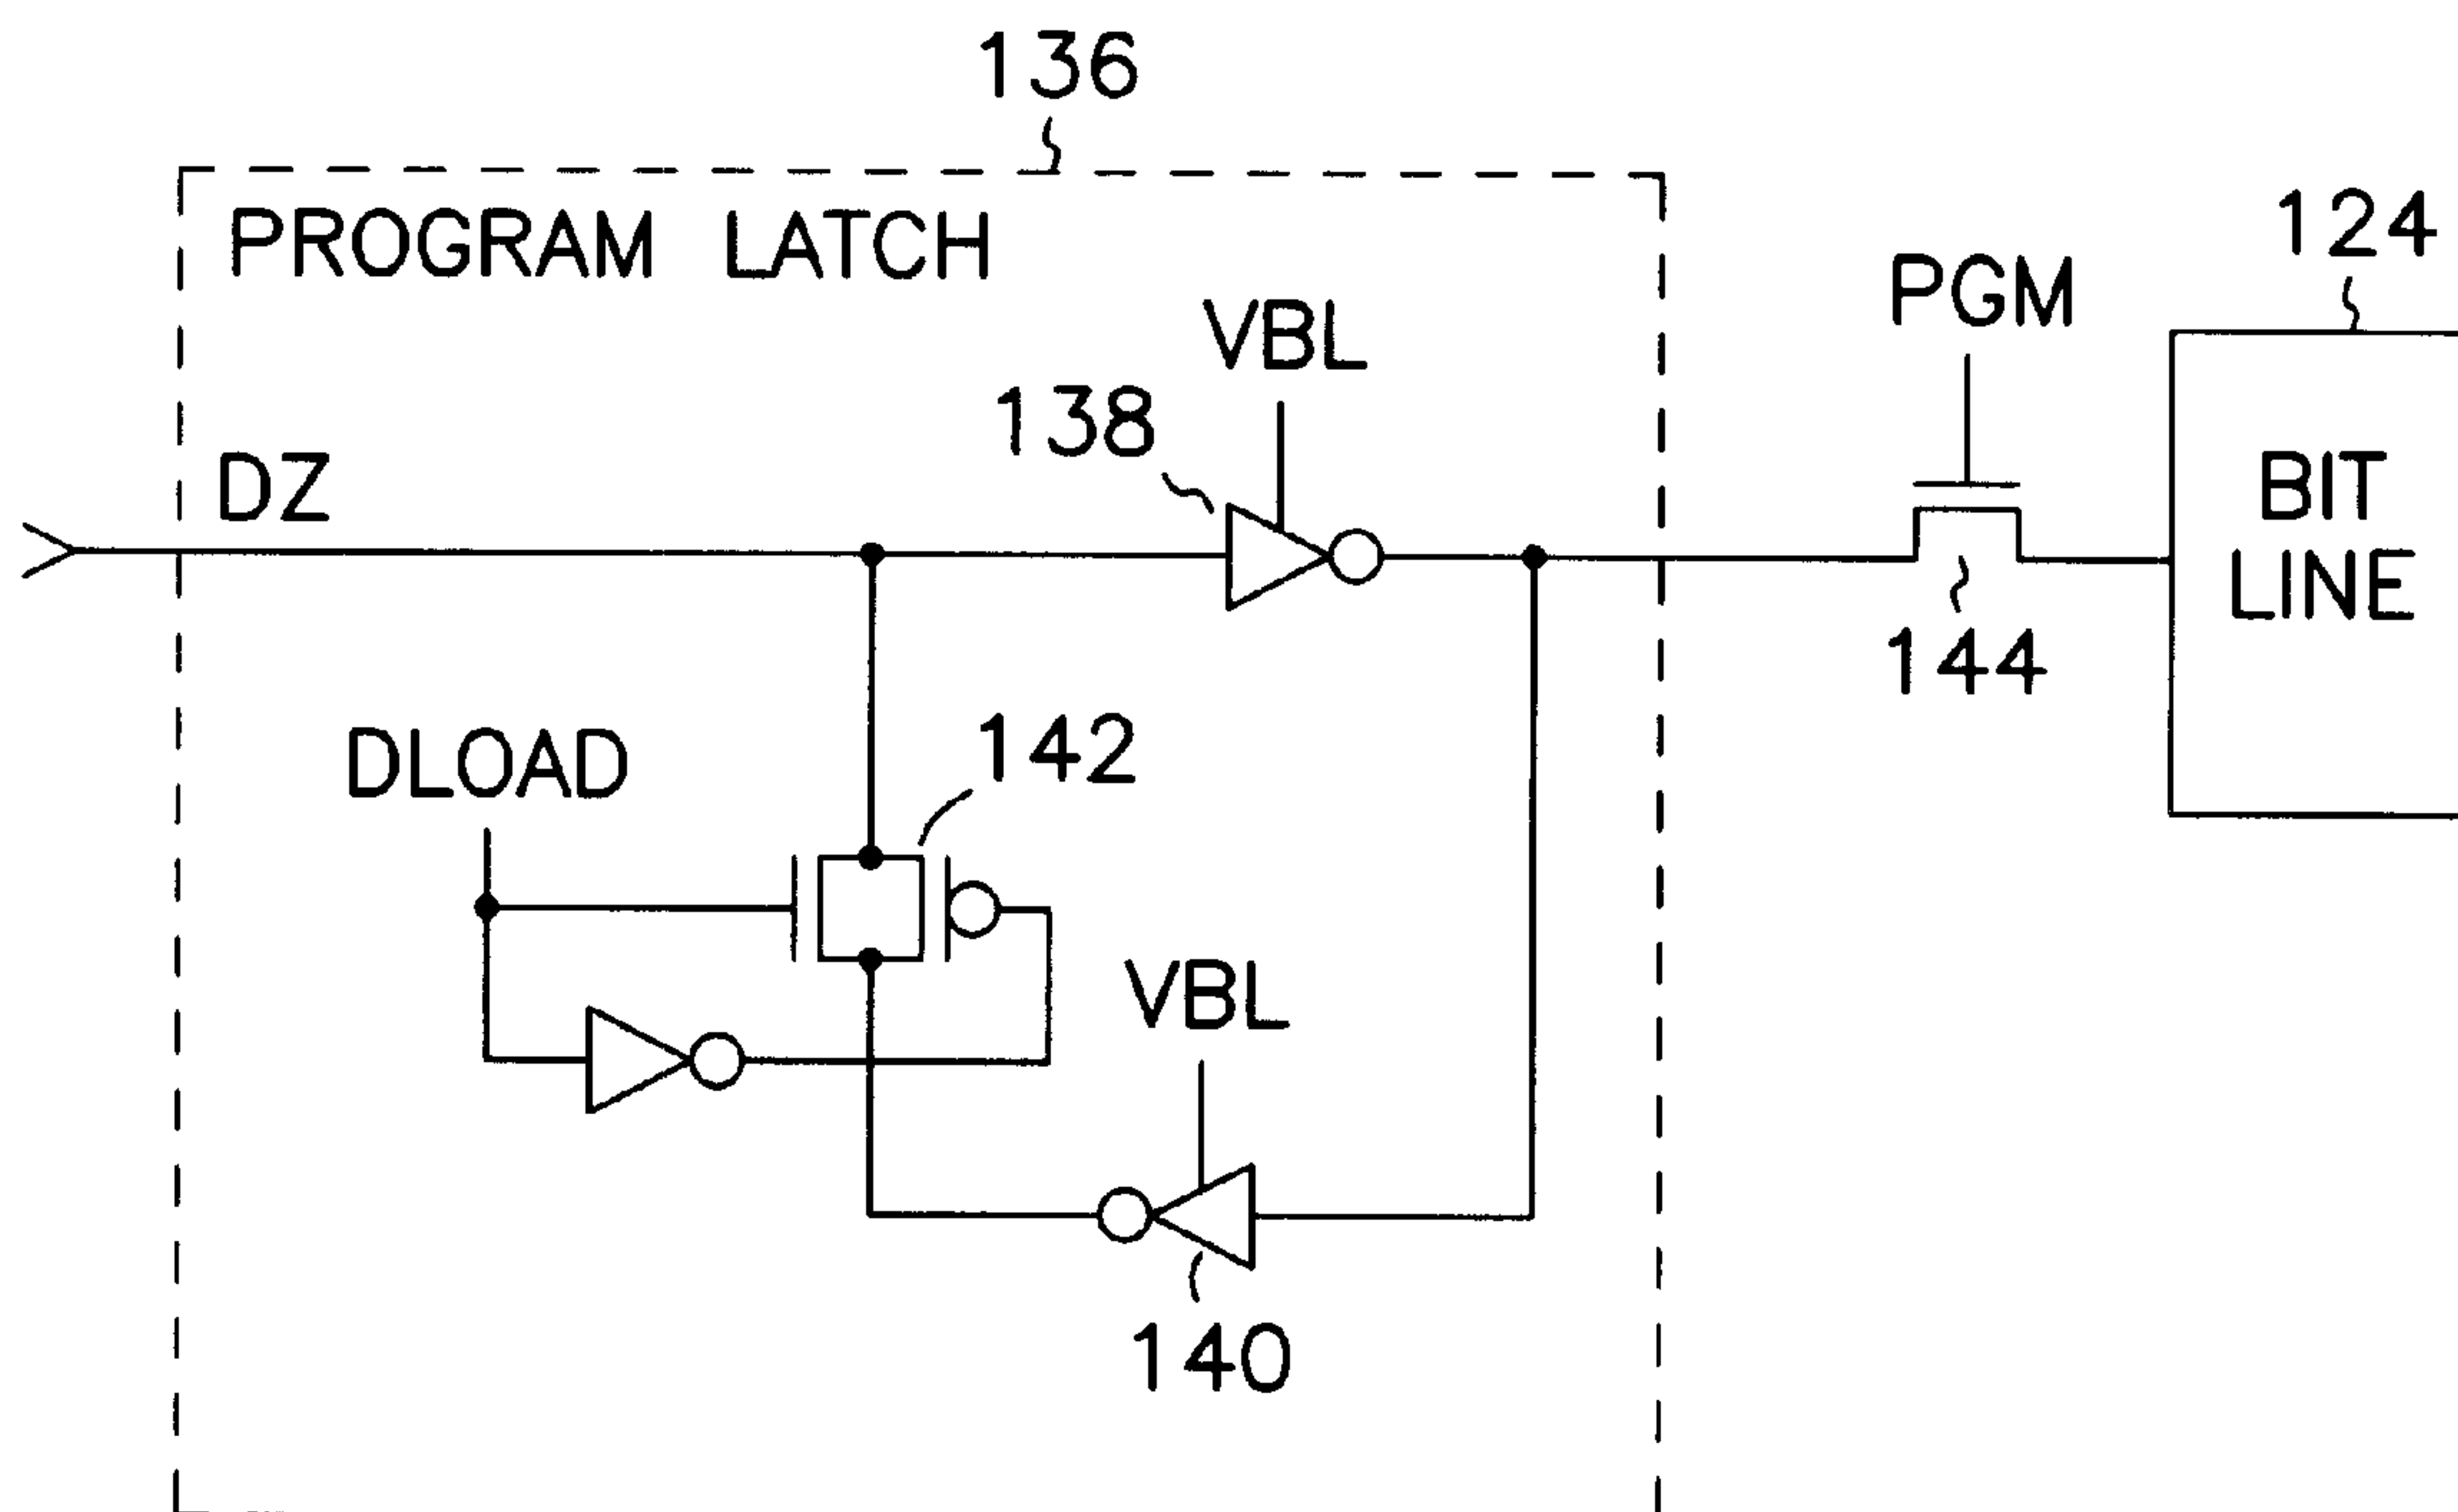 136
PROGRAM LATCH
124
PGM
VBL
138
DZ
BIT
LINE
144
142
DLOAD
VBL
140